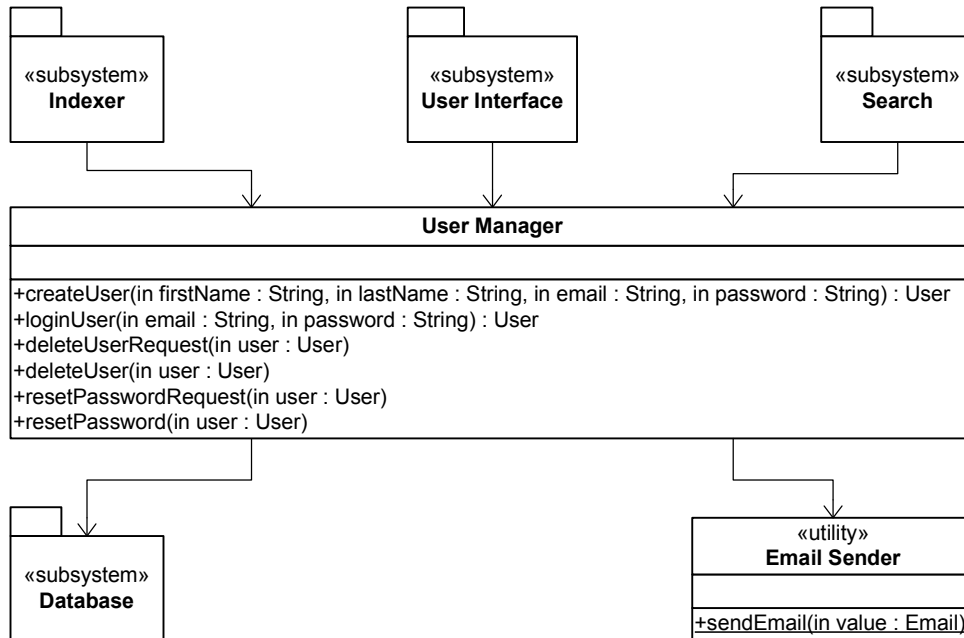 «subsystem»
Indexer
«subsystem»
User Interface
«subsystem»
Search
User Manager
+createUser(in firstName : String, in lastName : String, in email : String, in password : String) : User
+loginUser(in email : String, in password : String) : User
+deleteUserRequest(in user : User)
+deleteUser(in user : User)
+resetPasswordRequest(in user : User)
+resetPassword(in user : User)
«subsystem»
Database
«utility»
Email Sender
+sendEmail(in value : Email)